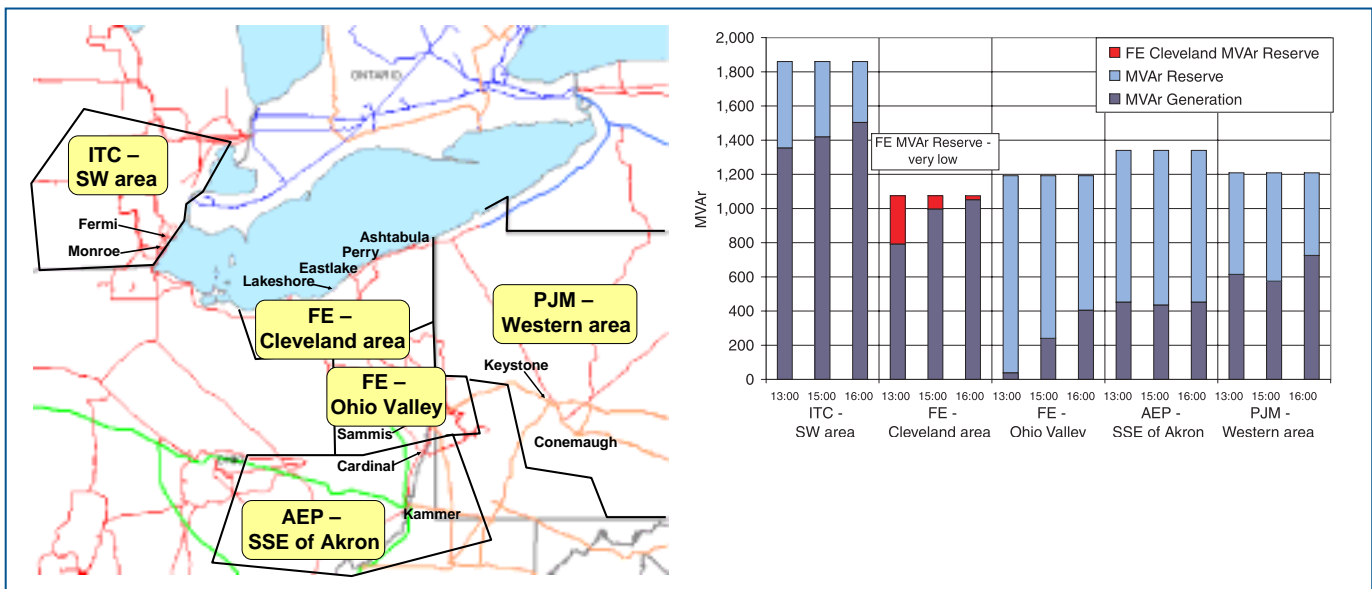 ONTARIO
ITC –
SW area
Fermi
Monroe
Ashtabula
Perry
Eastlake
Lakeshore
FE –
Cleveland area
PJM –
Western area
Keystone
FE –
Ohio Valley
Sammis
Conemaugh
Cardinal
AEP –
SSE of Akron
Kammer
2,000
1,800
1,600
1,400
1,200
1,000
800
600
400
200
0
MVAr
FE Cleveland MVAr Reserve
MVAr Reserve
MVAr Generation
FE MVAr Reserve -
very low
13:00 15:00 16:00 13:00 15:00 16:00 13:00 15:00 16:00 13:00 15:00 16:00 13:00 15:00 16:00
ITC - FE - FE - AEP - PJM -
SW area Cleveland area Ohio Valley SSE of Akron Western area